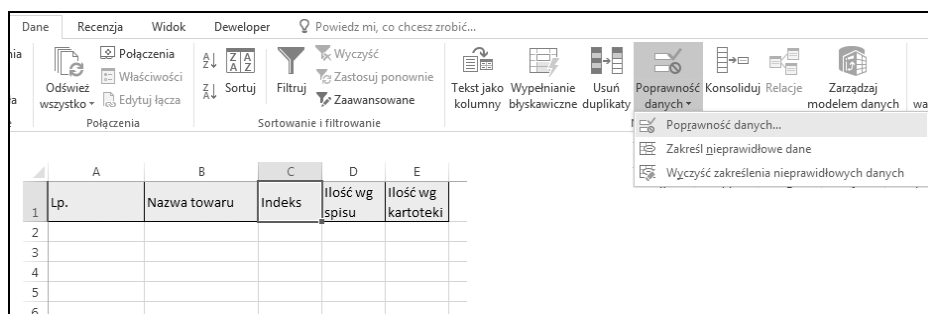 Dane Recenzja Widok Deweloper Powiedz mi, co chcesz zrobić...
nia
Odśwież wszystko
Połączenia
Właściwości
Edytuj łącza
Połączenia
Sortuj
Filtruj
Wyczyść
Zastosuj ponownie
Zaawansowane
Sortowanie i filtrowanie
Tekst jako kolumny
Wypełnianie błyskawiczne
Usuń duplikaty
Poprawność danych
Konsoliduj
Relacje
Zarządzaj modelem danych
wa
Poprawność danych...
Zakreśl nieprawidłowe dane
Wyczyść zakreślenia nieprawidłowych danych
A B C D E
1 Lp. Nazwa towaru Indeks Ilość wg spisu Ilość wg kartoteki
2
3
4
5
6